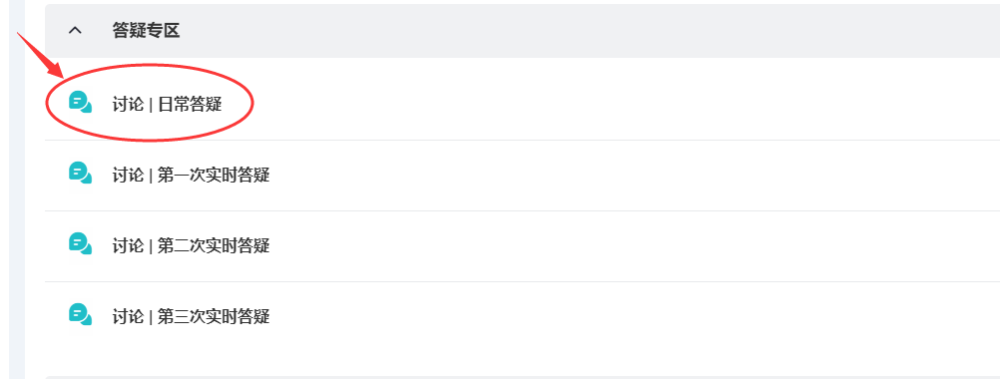 答疑专区
讨论 | 日常答疑
讨论 | 第一次实时答疑
讨论 | 第二次实时答疑
讨论 | 第三次实时答疑